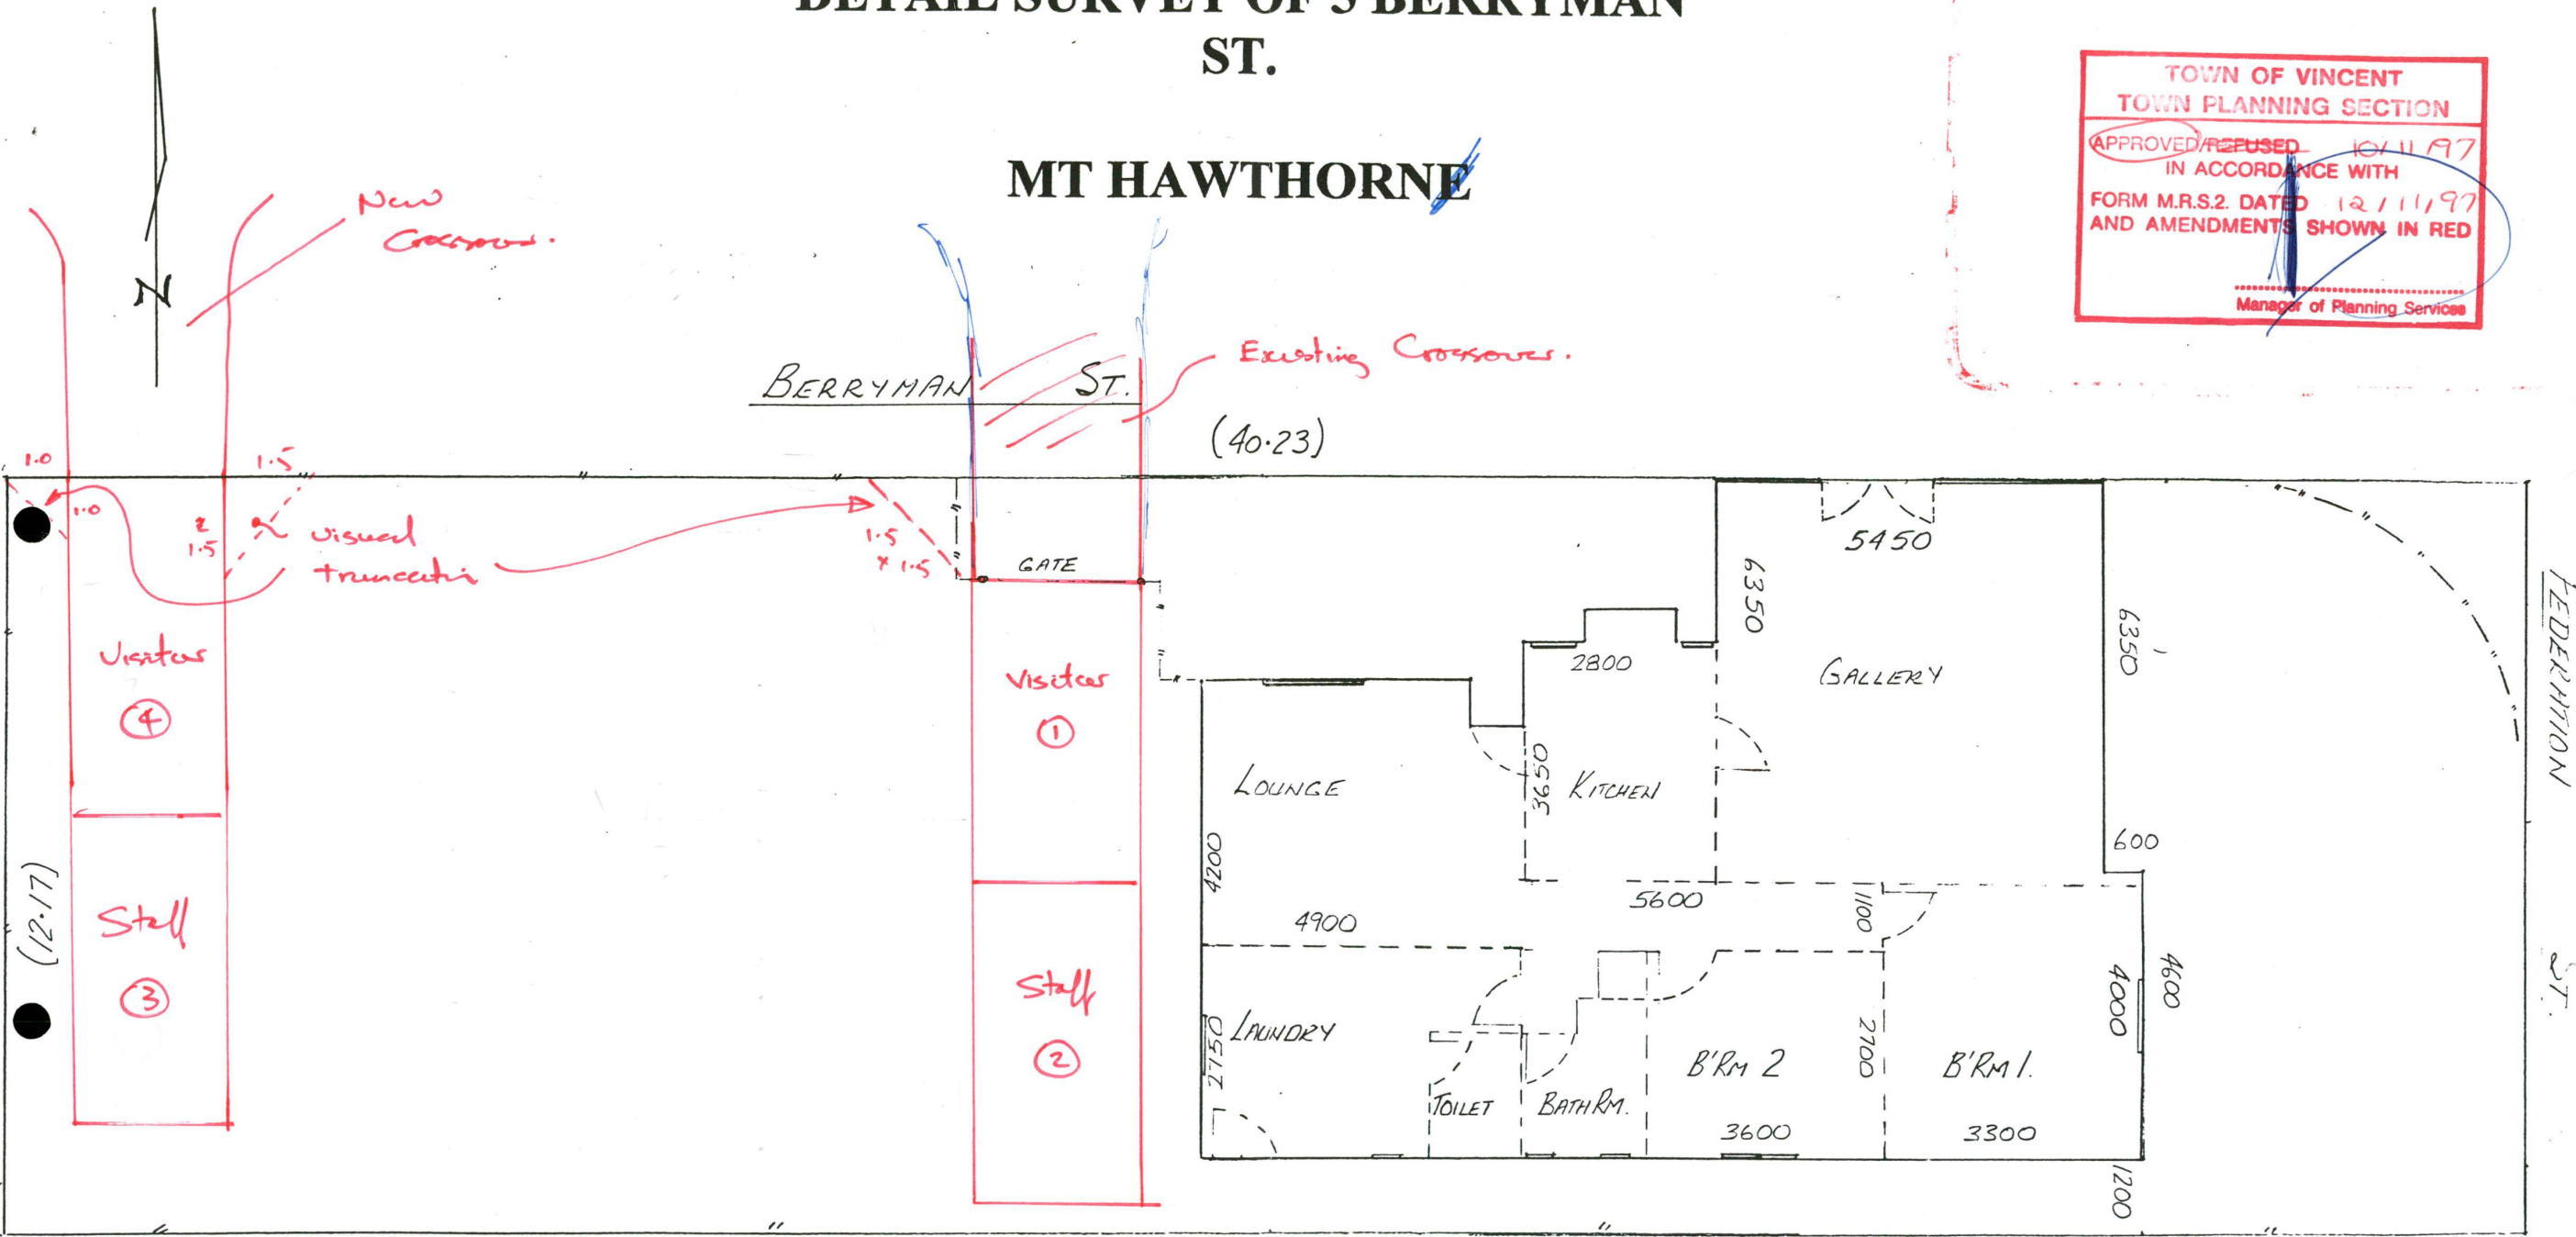 DETAIL SURVEY OF 5 BERRYMAN
ST.
MT HAWTHORNE
TOWN OF VINCENT
TOWN PLANNING SECTION
APPROVED/REFUSED 10/11/97
IN ACCORDANCE WITH
FORM M.R.S.2. DATED 12/11/97
AND AMENDMENTS SHOWN IN RED
Manager of Planning Services
N
New
Crossover.
BERRYMAN ST.
Existing Crossover.
(40.23)
1.0
1.0
1.5
1.5
Visual
truncation
1.5
x 1.5
GATE
Visitor
4
Staff
3
(12.17)
Visitor
1
Staff
2
5450
6350
6350
GALLERY
2800
LOUNGE
3650
KITCHEN
4200
4900
5600
1100
600
4600
4000
LAUNDRY
2150
TOILET
BATH RM.
B'RM 2
2700
B'RM 1.
3600
3300
1200
FEDERATION ST.